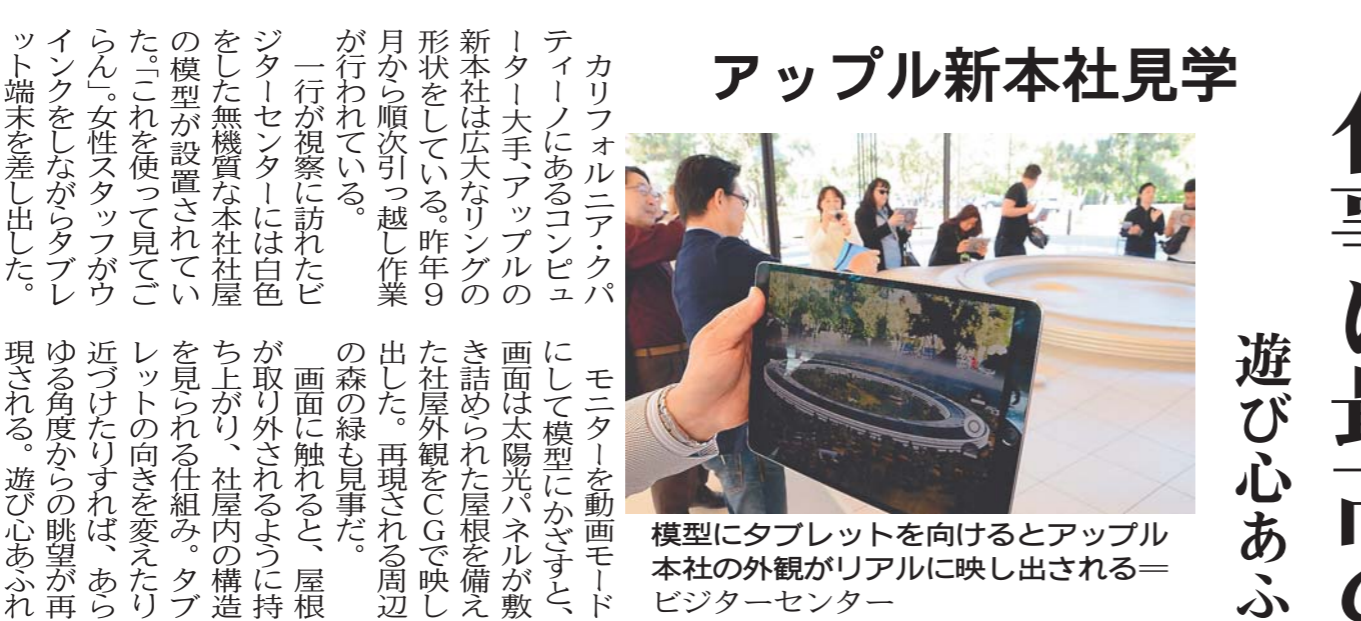 遊び心あふ
アップル新本社見学
模型にタブレットを向けるとアップル
本社の外観がリアルに映し出される＝
ビジターセンター
カリフォルニア・クパ
ティーノにあるコンピュ
ーター大手、アップルの
新本社は広大なリングの
形状をしている。昨年９
月から順次引っ越し作業
が行われている。
一行が視察に訪れたビ
ジターセンターには白色
をした無機質な本社社屋
の模型が設置されてい
た。「これを使って見てご
らん」。女性スタッフがウ
インクをしながらタブレ
ット端末を差し出した。
モニターを動画モード
にして模型にかざすと、
画面は太陽光パネルが敷
き詰められた屋根を備え
た社屋外観をＣＧで映し
出した。再現される周辺
の森の緑も見事だ。
画面に触れると、屋根
が取り外されるように持
ち上がり、社屋内の構造
を見られる仕組み。タブ
レットの向きを変えたり
近づけたりすれば、あら
ゆる角度からの眺望が再
現される。遊び心あふれ